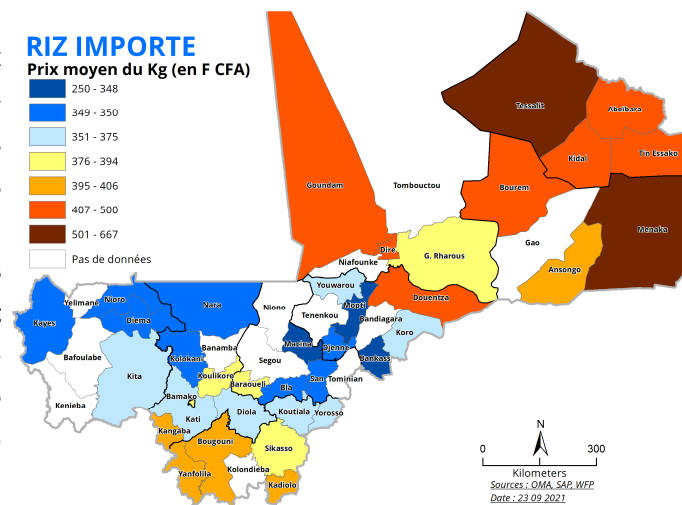 RIZ IMPORTE
Prix moyen du Kg (en F CFA)
250 - 348
349 - 350
351 - 375
376 - 394
395 - 406
407 - 500
501 - 667
Pas de données
Tessalit
Abeibara
Kidal
Tin Essako
Goundam
Tombouctou
Bourem
Menaka
Gao
Ansongo
Dire
G. Rharous
Niafounke
Youwarou
Douentza
Mopti
Bandiagara
Koro
Tenenkou
Niono
Nara
Nioro
Yelimane
Kayes
Diema
Bafoulabe
Kita
Kenieba
Kolokani
Banamba
Segou
Macina
Djenne
Bankass
Koulikoro
Baraoueli
San
Tominian
Bla
Bamako
Kati
Diola
Koutiala
Yorosso
Kangaba
Bougouni
Sikasso
Yanfolila
Kolondieba
Kadiolo
N
0 300
Kilometers
Sources : OMA, SAP, WFP
Date : 23 09 2021